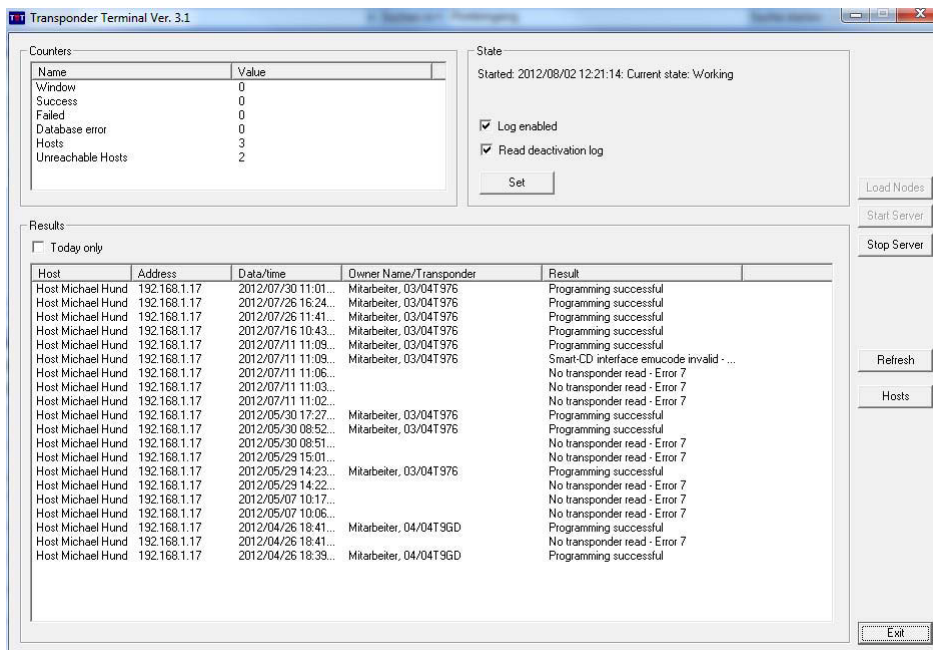 Transponder Terminal Ver. 3.1
Counters
Name Value
Window 0
Success 0
Failed 0
Database error 0
Hosts 3
Unreachable Hosts 2
State
Started: 2012/08/02 12:21:14: Current state: Working
Log enabled
Read deactivation log
Set
Load Nodes
Start Server
Stop Server
Results
Today only
Host Address Data/time Owner Name/Transponder Result
Host Michael Hund 192.168.1.17 2012/07/30 11:01... Mitarbeiter, 03/04T976 Programming successful
Host Michael Hund 192.168.1.17 2012/07/26 16:24... Mitarbeiter, 03/04T976 Programming successful
Host Michael Hund 192.168.1.17 2012/07/26 11:41... Mitarbeiter, 03/04T976 Programming successful
Host Michael Hund 192.168.1.17 2012/07/16 10:43... Mitarbeiter, 03/04T976 Programming successful
Host Michael Hund 192.168.1.17 2012/07/11 11:09... Mitarbeiter, 03/04T976 Programming successful
Host Michael Hund 192.168.1.17 2012/07/11 11:09... Mitarbeiter, 03/04T976 Smart-CD interface emucode invalid - ...
Host Michael Hund 192.168.1.17 2012/07/11 11:06... No transponder read - Error 7
Host Michael Hund 192.168.1.17 2012/07/11 11:03... No transponder read - Error 7
Host Michael Hund 192.168.1.17 2012/07/11 11:02... No transponder read - Error 7
Host Michael Hund 192.168.1.17 2012/05/30 17:27... Mitarbeiter, 03/04T976 Programming successful
Host Michael Hund 192.168.1.17 2012/05/30 08:52... Mitarbeiter, 03/04T976 Programming successful
Host Michael Hund 192.168.1.17 2012/05/30 08:51... No transponder read - Error 7
Host Michael Hund 192.168.1.17 2012/05/29 15:01... No transponder read - Error 7
Host Michael Hund 192.168.1.17 2012/05/29 14:23... Mitarbeiter, 03/04T976 Programming successful
Host Michael Hund 192.168.1.17 2012/05/29 14:22... No transponder read - Error 7
Host Michael Hund 192.168.1.17 2012/05/07 10:17... No transponder read - Error 7
Host Michael Hund 192.168.1.17 2012/05/07 10:06... No transponder read - Error 7
Host Michael Hund 192.168.1.17 2012/04/26 18:41... Mitarbeiter, 04/04T9GD Programming successful
Host Michael Hund 192.168.1.17 2012/04/26 18:41... No transponder read - Error 7
Host Michael Hund 192.168.1.17 2012/04/26 18:39... Mitarbeiter, 04/04T9GD Programming successful
Refresh
Hosts
Exit